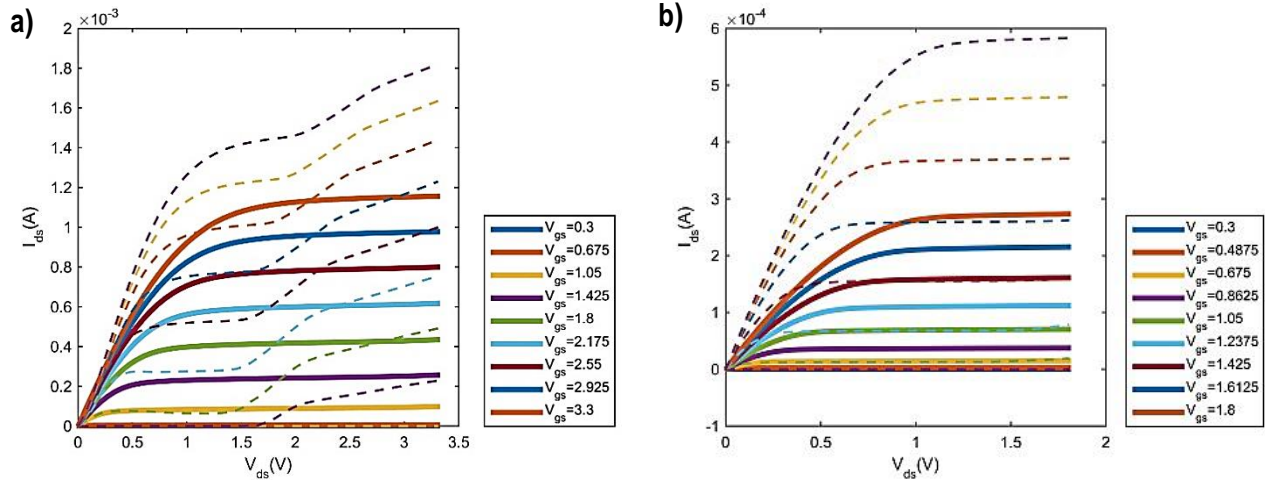 a)
×10⁻³
2
1.8
1.6
1.4
1.2
1
0.8
0.6
0.4
0.2
0
I_ds(A)
0 0.5 1 1.5 2 2.5 3 3.5
V_ds(V)
V_gs=0.3
V_gs=0.675
V_gs=1.05
V_gs=1.425
V_gs=1.8
V_gs=2.175
V_gs=2.55
V_gs=2.925
V_gs=3.3
b)
×10⁻⁴
6
5
4
3
2
1
0
-1
I_ds(A)
0 0.5 1 1.5 2
V_ds(V)
V_gs=0.3
V_gs=0.4875
V_gs=0.675
V_gs=0.8625
V_gs=1.05
V_gs=1.2375
V_gs=1.425
V_gs=1.6125
V_gs=1.8